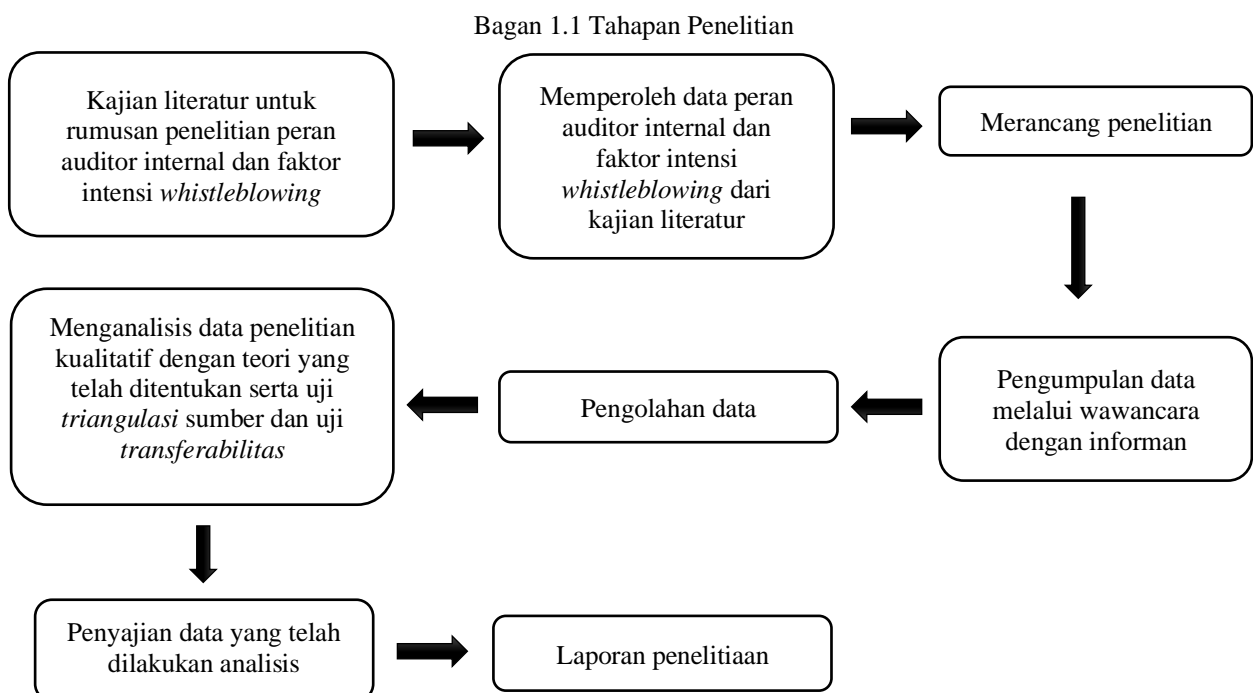 Bagan 1.1 Tahapan Penelitian
Kajian literatur untuk
rumusan penelitian peran
auditor internal dan faktor
intensi whistleblowing
Memperoleh data peran
auditor internal dan
faktor intensi
whistleblowing dari
kajian literatur
Merancang penelitian
Pengumpulan data
melalui wawancara
dengan informan
Pengolahan data
Menganalisis data penelitian
kualitatif dengan teori yang
telah ditentukan serta uji
triangulasi sumber dan uji
transferabilitas
Penyajian data yang telah
dilakukan analisis
Laporan penelitiaan